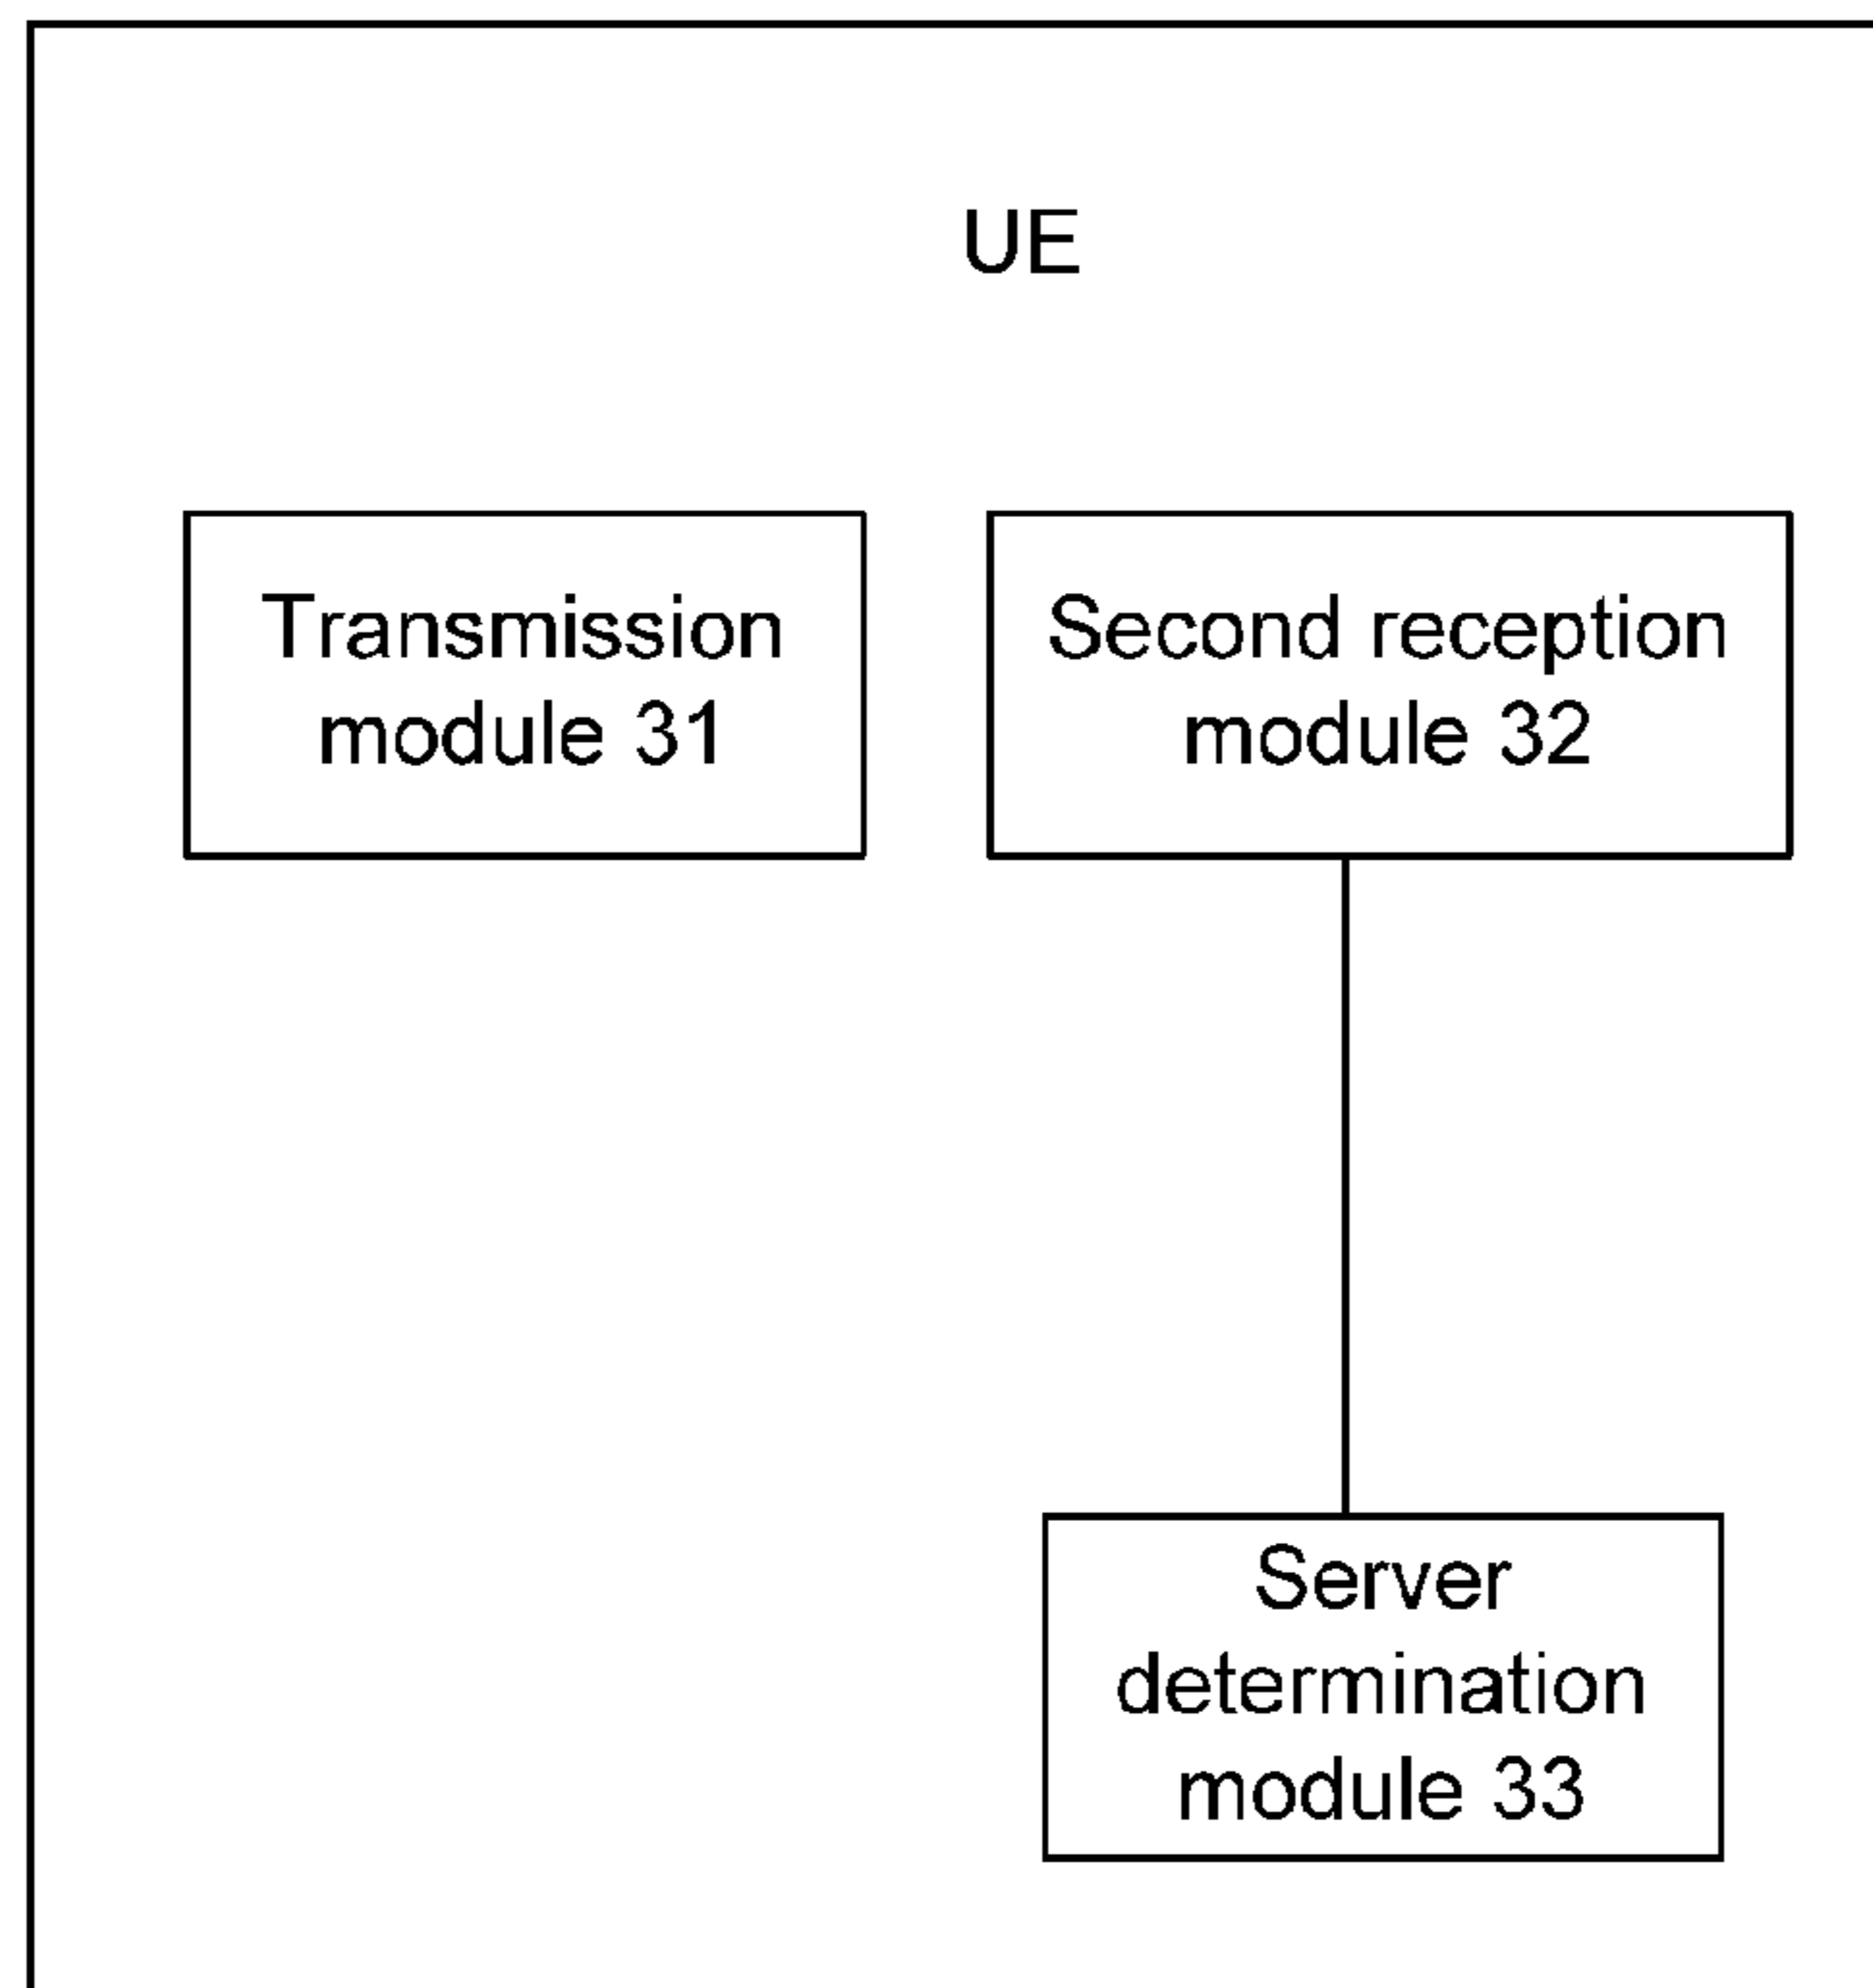 UE
Transmission
module 31
Second reception
module 32
Server
determination
module 33